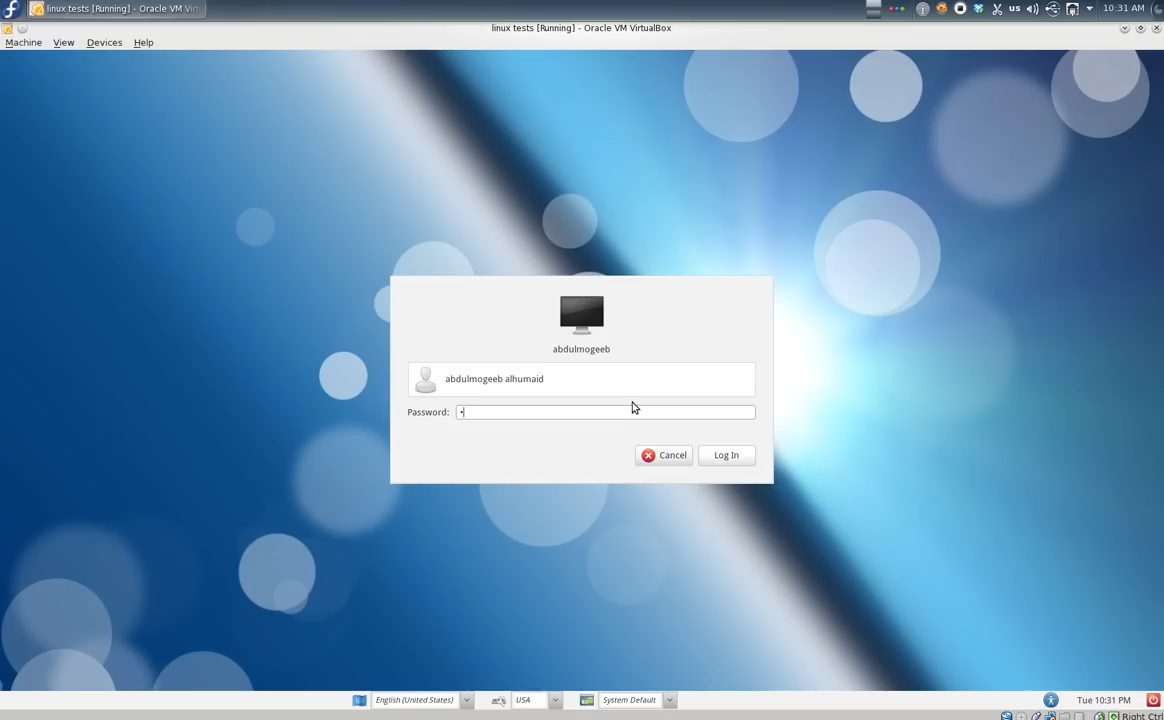 linux tests [Running] - Oracle VM Vir
us
10:31 AM
linux tests [Running] - Oracle VM VirtualBox
Machine View Devices Help
abdulmogeeb
abdulmogeeb alhumaid
Password:
Cancel Log In
English (United States) USA System Default Tue 10:31 PM
Right Ctrl